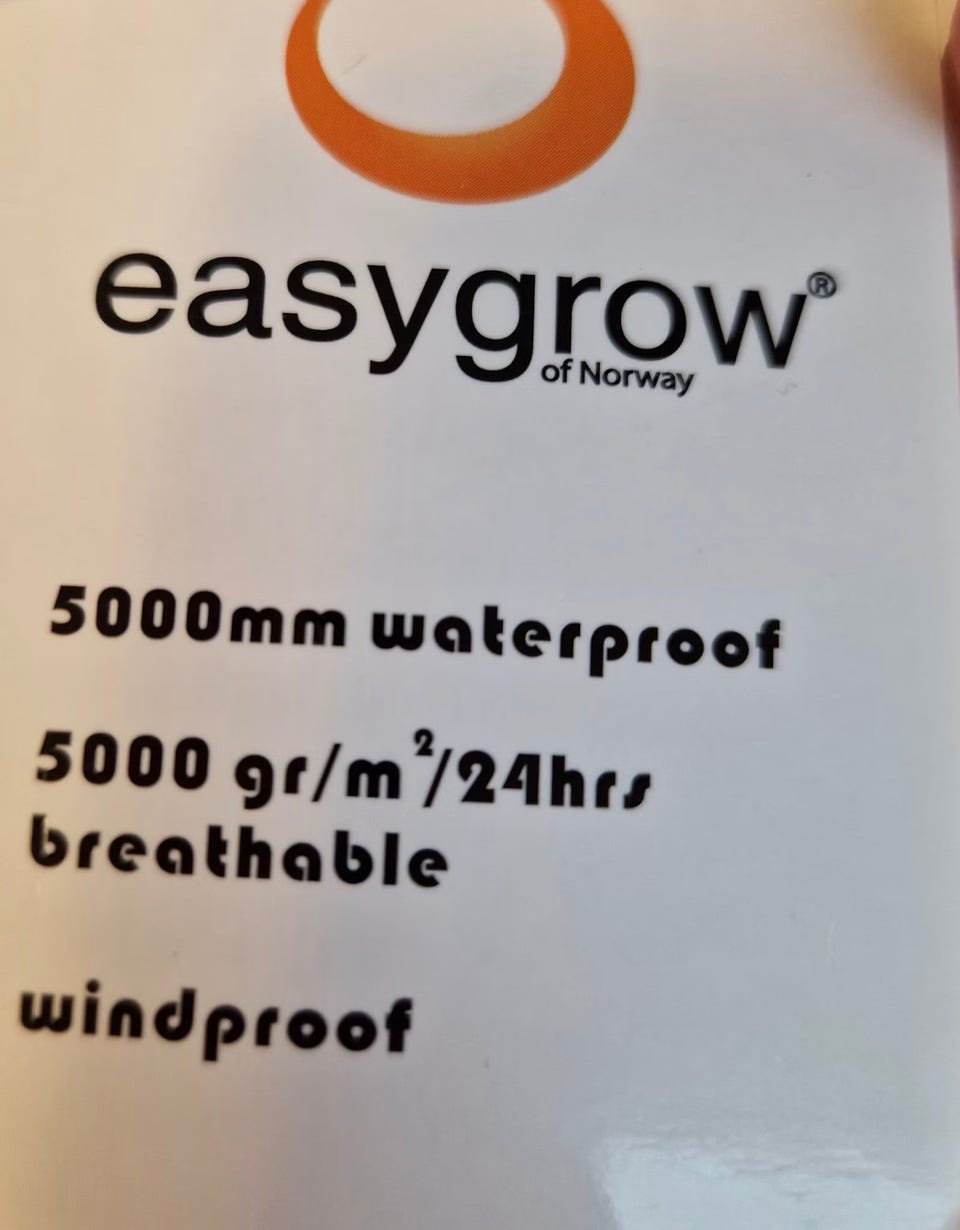 easygrow®
of Norway
5000mm waterproof
5000 gr/m²/24hrs
breathable
windproof